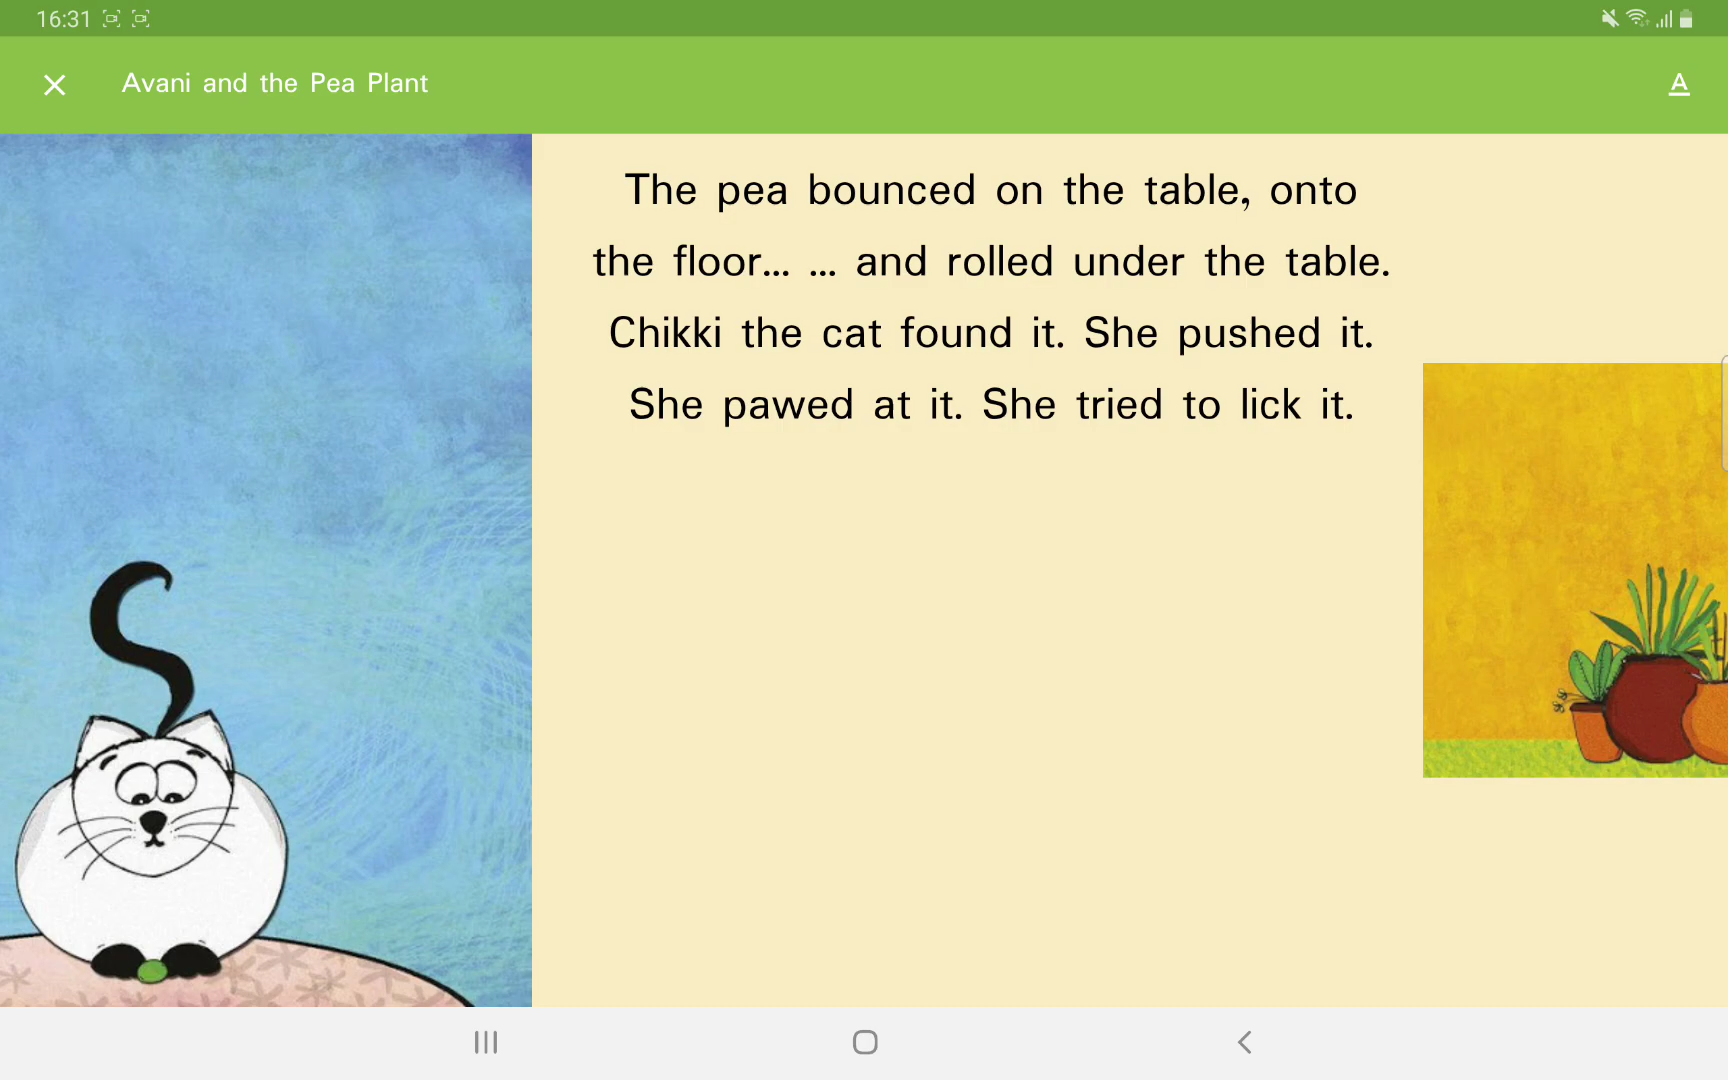 16:31
Avani and the Pea Plant
A
The pea bounced on the table, onto
the floor... ... and rolled under the table.
Chikki the cat found it. She pushed it.
She pawed at it. She tried to lick it.